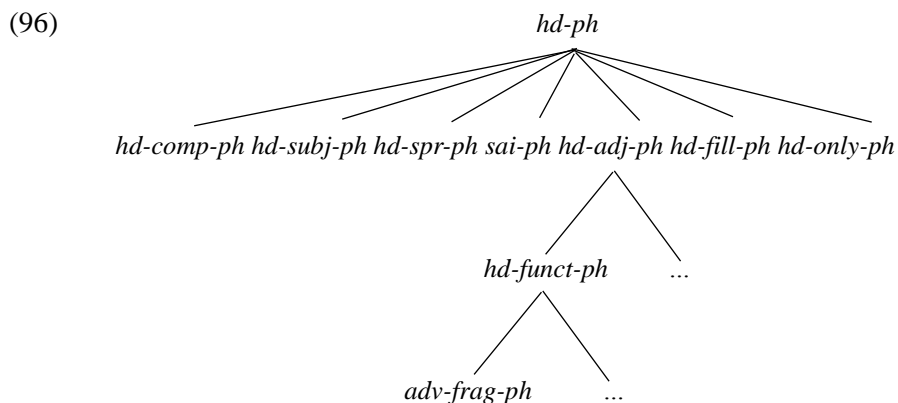 (96) hd-ph
hd-comp-ph hd-subj-ph hd-spr-ph sai-ph hd-adj-ph hd-fill-ph hd-only-ph
hd-funct-ph ...
adv-frag-ph ...